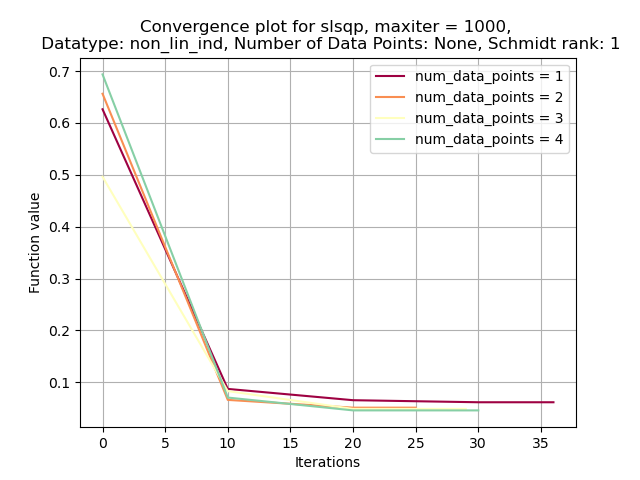 Convergence plot for slsqp, maxiter = 1000,
Datatype: non_lin_ind, Number of Data Points: None, Schmidt rank: 1
num_data_points = 1
num_data_points = 2
num_data_points = 3
num_data_points = 4
Function value
0.7
0.6
0.5
0.4
0.3
0.2
0.1
0 5 10 15 20 25 30 35
Iterations